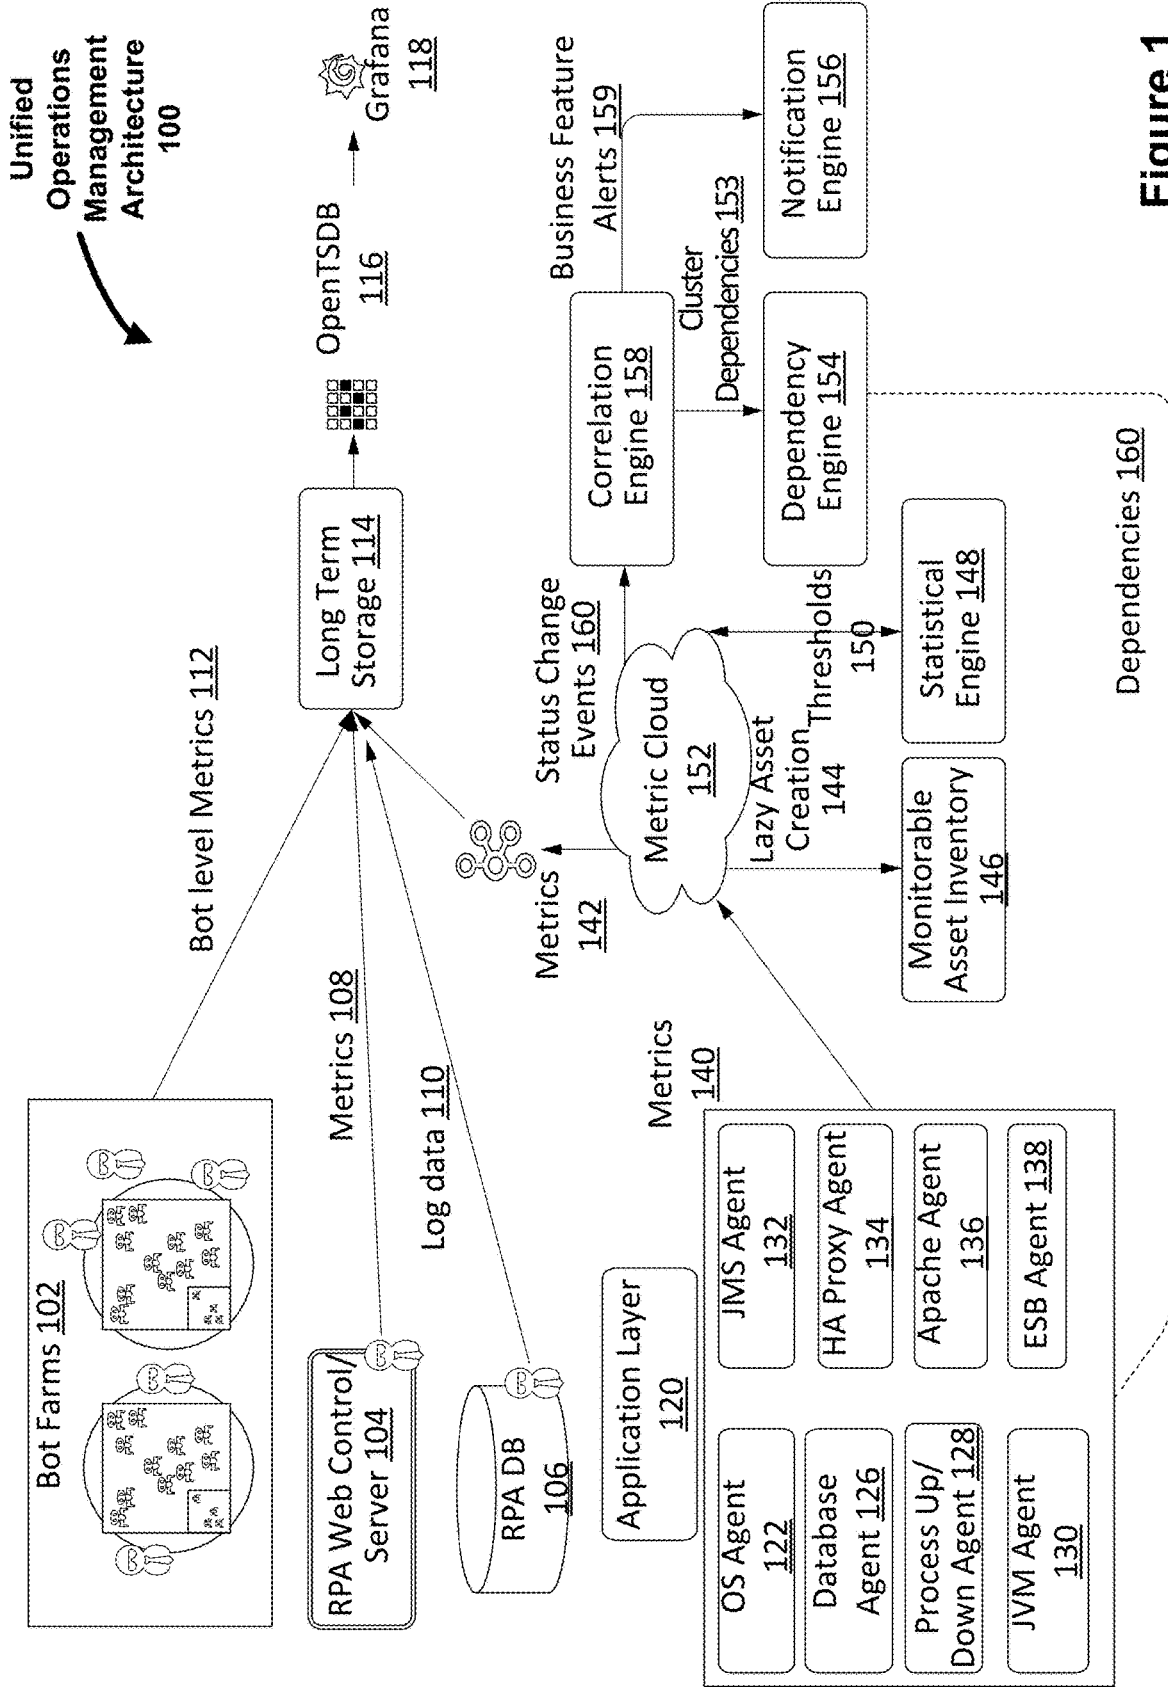 Unified
Operations
Management
Architecture
100
Bot Farms 102
Bot level Metrics 112
RPA Web Control/
Server 104
Metrics 108
Long Term
Storage 114
OpenTSDB
116
Grafana
118
RPA DB
106
Log data 110
Metrics
142
Status Change
Events 160
Metric Cloud
152
Correlation
Engine 158
Business Feature
Alerts 159
Cluster
Dependencies 153
Dependency
Engine 154
Notification
Engine 156
Lazy Asset
Creation
144
Thresholds
150
Monitorable
Asset Inventory
146
Statistical
Engine 148
Dependencies 160
Application Layer
120
Metrics
140
OS Agent
122
JMS Agent
132
Database
Agent 126
HA Proxy Agent
134
Process Up/
Down Agent 128
Apache Agent
136
JVM Agent
130
ESB Agent 138
Figure 1